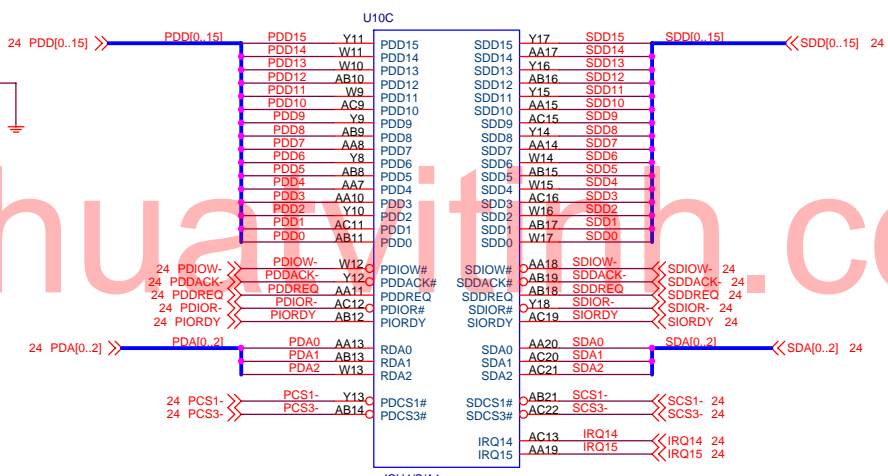 U10C
24 PDD[0..15] PDD[0..15] PDD15 Y11 PDD15 SDD15 Y17 SDD15 SDD[0..15] SDD[0..15] 24
PDD14 W11 PDD14 SDD14 AA17 SDD14
PDD13 W10 PDD13 SDD13 Y16 SDD13
PDD12 AB10 PDD12 SDD12 AB16 SDD12
PDD11 W9 PDD11 SDD11 Y15 SDD11
PDD10 AC9 PDD10 SDD10 AA15 SDD10
PDD9 Y9 PDD9 SDD9 AC15 SDD9
PDD8 AB9 PDD8 SDD8 Y14 SDD8
PDD7 AA8 PDD7 SDD7 AA14 SDD7
PDD6 Y8 PDD6 SDD6 W14 SDD6
PDD5 AB8 PDD5 SDD5 AB15 SDD5
PDD4 AA7 PDD4 SDD4 W15 SDD4
PDD3 AA10 PDD3 SDD3 AC16 SDD3
PDD2 Y10 PDD2 SDD2 W16 SDD2
PDD1 AC11 PDD1 SDD1 AB17 SDD1
PDD0 AB11 PDD0 SDD0 W17 SDD0
huatvitinh.co
24 PDIOW- PDIOW- W12 PDIOW# SDIOW# AA18 SDIOW- SDIOW- 24
24 PDDACK- PDDACK- Y12 PDDACK# SDDACK# AB19 SDDACK- SDDACK- 24
24 PDDREQ PDDREQ AA11 PDDREQ SDDREQ AB18 SDDREQ SDDREQ 24
24 PDIOR- PDIOR- AC12 PDIOR# SDIOR# Y18 SDIOR- SDIOR- 24
24 PIORDY PIORDY AB12 PIORDY SIORDY AC19 SIORDY SIORDY 24
24 PDA[0..2] PDA[0..2] PDA0 AA13 RDA0 SDA0 AA20 SDA0 SDA[0..2] SDA[0..2] 24
PDA1 AB13 RDA1 SDA1 AC20 SDA1
PDA2 W13 RDA2 SDA2 AC21 SDA2
24 PCS1- PCS1- Y13 PDCS1# SDCS1# AB21 SCS1- SCS1- 24
24 PCS3- PCS3- AB14 PDCS3# SDCS3# AC22 SCS3- SCS3- 24
IRQ14 AC13 IRQ14 IRQ14 24
IRQ15 AA19 IRQ15 IRQ15 24